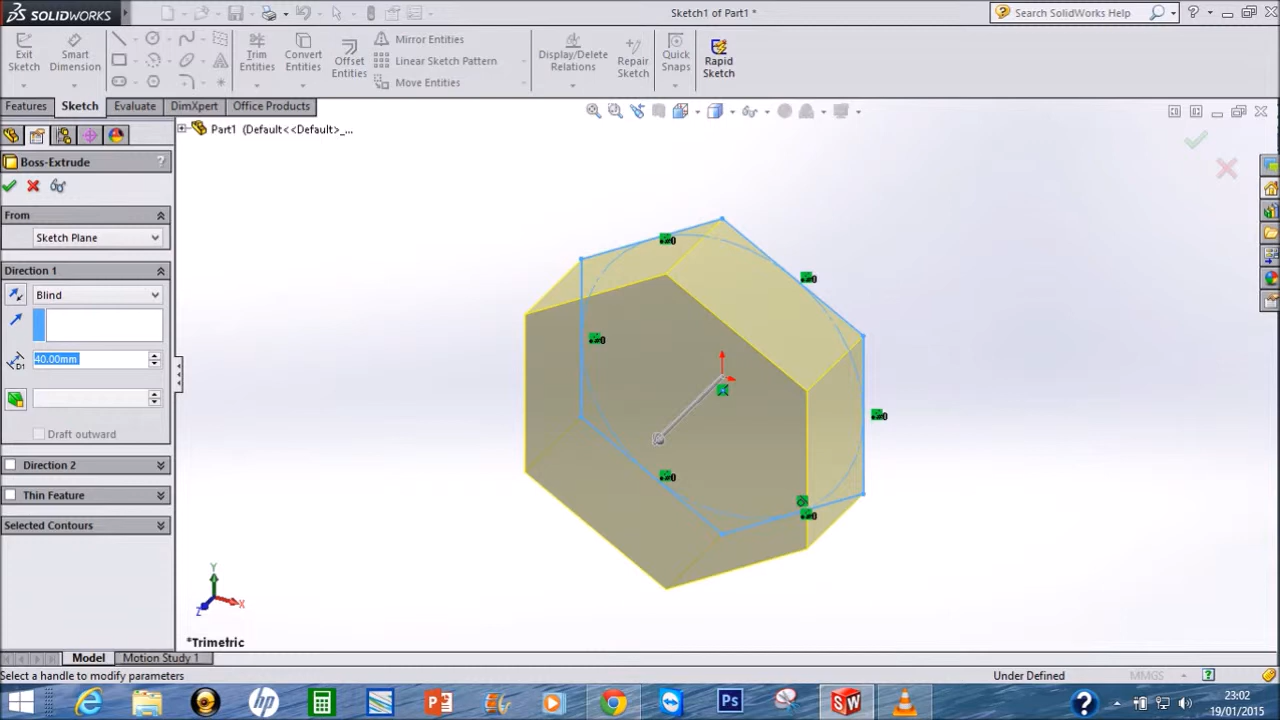 SOLIDWORKS
Sketch1 of Part1 *
Search SolidWorks Help
Exit Sketch
Smart Dimension
Trim Entities
Convert Entities
Offset Entities
Mirror Entities
Linear Sketch Pattern
Move Entities
Display/Delete Relations
Repair Sketch
Quick Snaps
Rapid Sketch
Features Sketch Evaluate DimXpert Office Products
Part1 (Default<<Default>_...
Boss-Extrude ?
From
Sketch Plane
Direction 1
Blind
D1 40.00mm
Draft outward
Direction 2
Thin Feature
Selected Contours
Y
X
Z
*Trimetric
Model Motion Study 1
Select a handle to modify parameters
Under Defined
MMGS
Ps
SW
23:02
19/01/2015